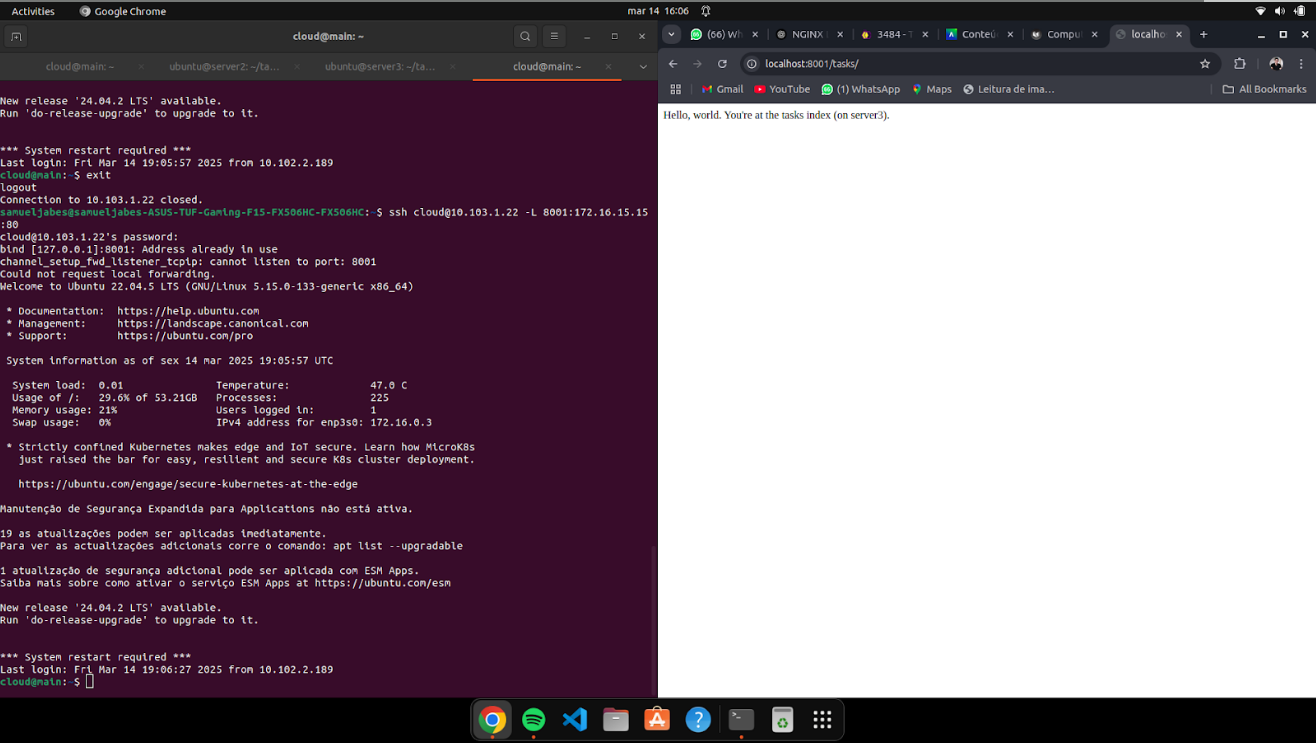 Activities
Google Chrome
mar 14 16:06
cloud@main: ~
cloud@main: ~
ubuntu@server2: ~/ta...
ubuntu@server3: ~/ta...
cloud@main: ~
New release '24.04.2 LTS' available.
Run 'do-release-upgrade' to upgrade to it.
*** System restart required ***
Last login: Fri Mar 14 19:05:57 2025 from 10.102.2.189
cloud@main:~$ exit
logout
Connection to 10.103.1.22 closed.
samueljabes@samueljabes-ASUS-TUF-Gaming-F15-FX506HC-FX506HC:~$ ssh cloud@10.103.1.22 -L 8001:172.16.15.15
:80
cloud@10.103.1.22's password:
bind [127.0.0.1]:8001: Address already in use
channel_setup_fwd_listener_tcpip: cannot listen to port: 8001
Could not request local forwarding.
Welcome to Ubuntu 22.04.5 LTS (GNU/Linux 5.15.0-133-generic x86_64)
* Documentation: https://help.ubuntu.com
* Management: https://landscape.canonical.com
* Support: https://ubuntu.com/pro
System information as of sex 14 mar 2025 19:05:57 UTC
System load: 0.01 Temperature: 47.0 C
Usage of /: 29.6% of 53.21GB Processes: 225
Memory usage: 21% Users logged in: 1
Swap usage: 0% IPv4 address for enp3s0: 172.16.0.3
* Strictly confined Kubernetes makes edge and IoT secure. Learn how MicroK8s
just raised the bar for easy, resilient and secure K8s cluster deployment.
https://ubuntu.com/engage/secure-kubernetes-at-the-edge
Manutenção de Segurança Expandida para Applications não está ativa.
19 as atualizações podem ser aplicadas imediatamente.
Para ver as actualizações adicionais corre o comando: apt list --upgradable
1 atualização de segurança adicional pode ser aplicada com ESM Apps.
Saiba mais sobre como ativar o serviço ESM Apps at https://ubuntu.com/esm
New release '24.04.2 LTS' available.
Run 'do-release-upgrade' to upgrade to it.
*** System restart required ***
Last login: Fri Mar 14 19:06:27 2025 from 10.102.2.189
cloud@main:~$
(66) Wh
NGINX
3484 - T
Conteú
Compu
localho
localhost:8001/tasks/
Gmail
YouTube
(1) WhatsApp
Maps
Leitura de ima...
All Bookmarks
Hello, world. You're at the tasks index (on server3).